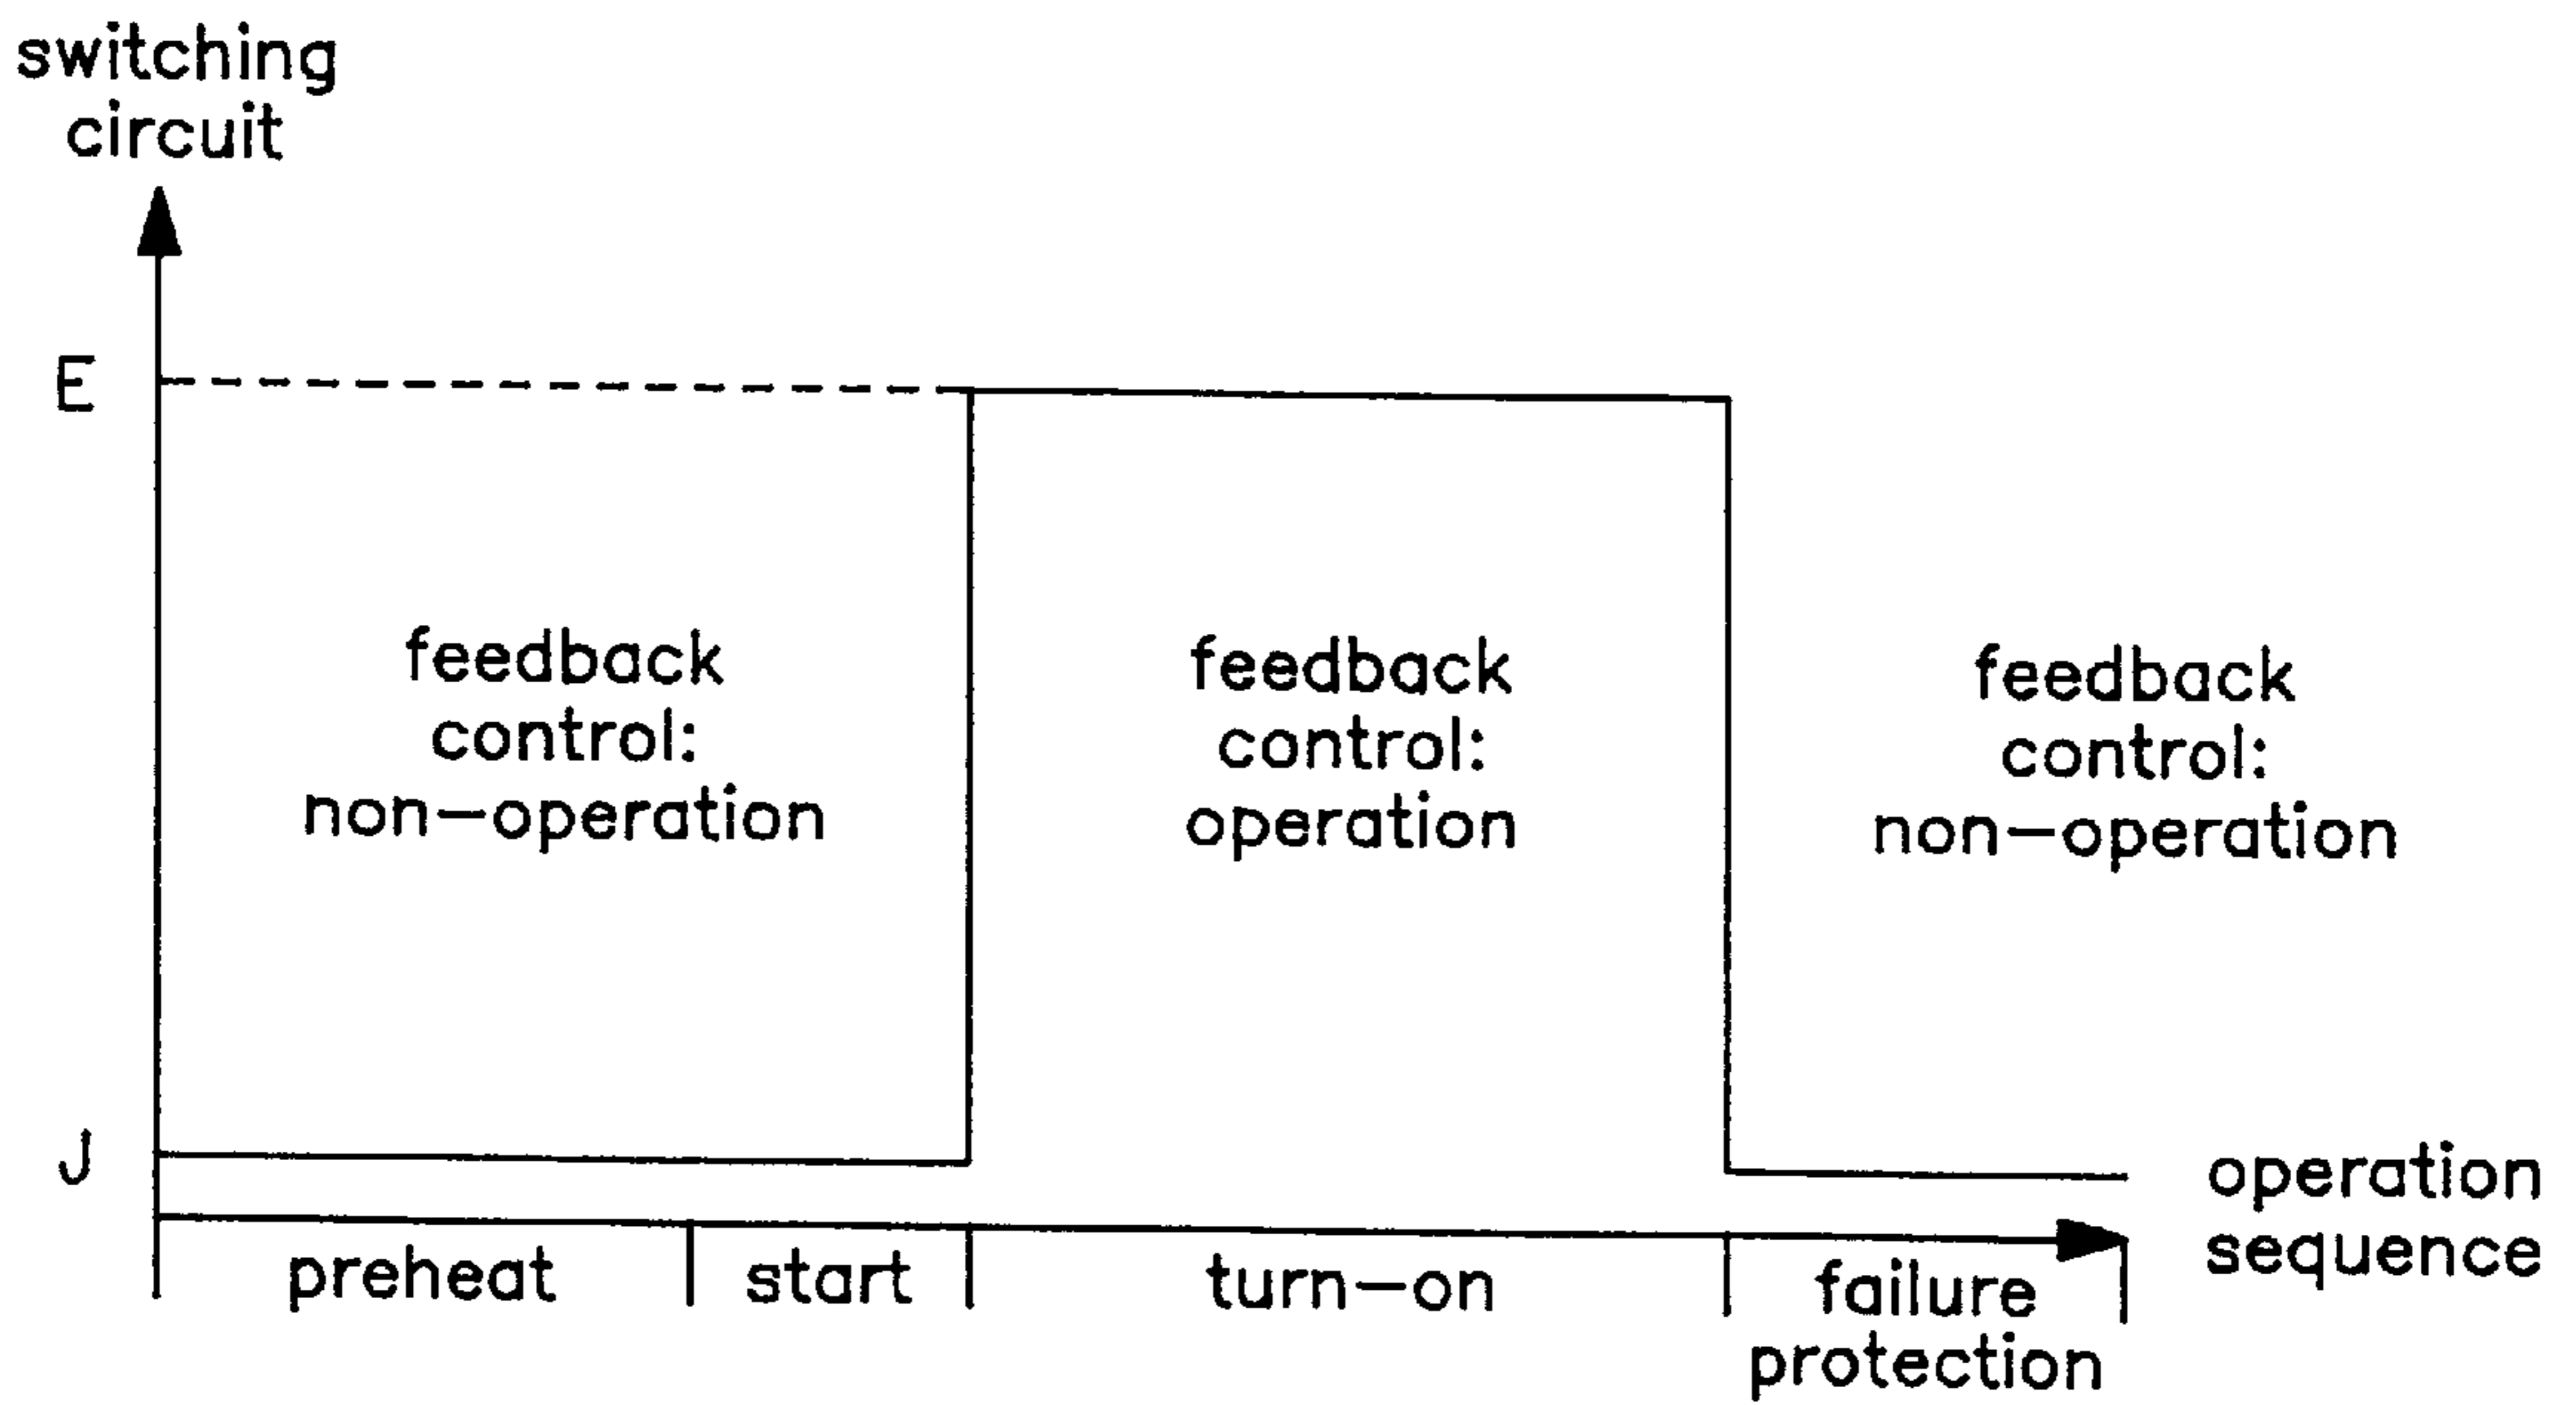 switching
circuit
E
feedback
control:
non-operation
feedback
control:
operation
feedback
control:
non-operation
J
operation
sequence
preheat
start
turn-on
failure
protection